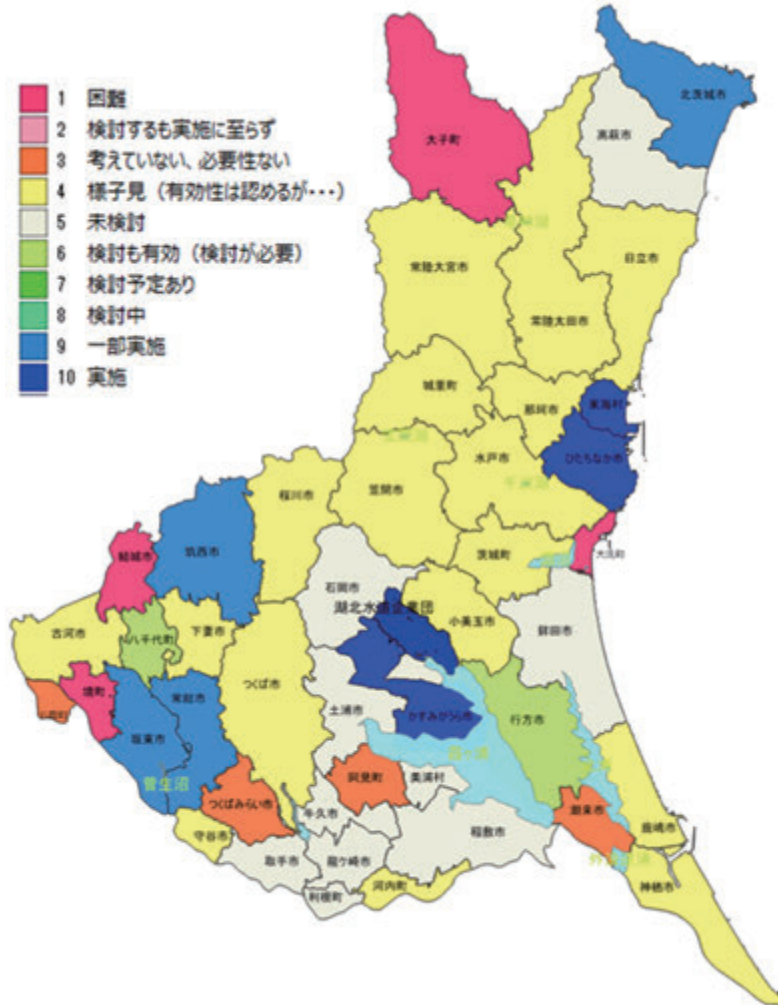 1 困難
2 検討するも実施に至らず
3 考えていない、必要性ない
4 様子見（有効性は認めるが・・・）
5 未検討
6 検討も有効（検討が必要）
7 検討予定あり
8 検討中
9 一部実施
10 実施
北茨城市
高萩市
大子町
日立市
常陸大宮市
常陸太田市
城里町
那珂市
東海村
ひたちなか市
水戸市
千波沼
笠間市
桜川市
筑西市
結城市
茨城町
大洗町
石岡市
湖北水道企業団
小美玉市
鉾田市
古河市
八千代町
下妻市
つくば市
境町
常総市
坂東市
菅生沼
土浦市
かすみがうら市
行方市
霞ヶ浦
つくばみらい市
阿見町
美浦村
潮来市
鹿嶋市
牛久市
稲敷市
守谷市
取手市
龍ケ崎市
利根町
河内町
神栖市